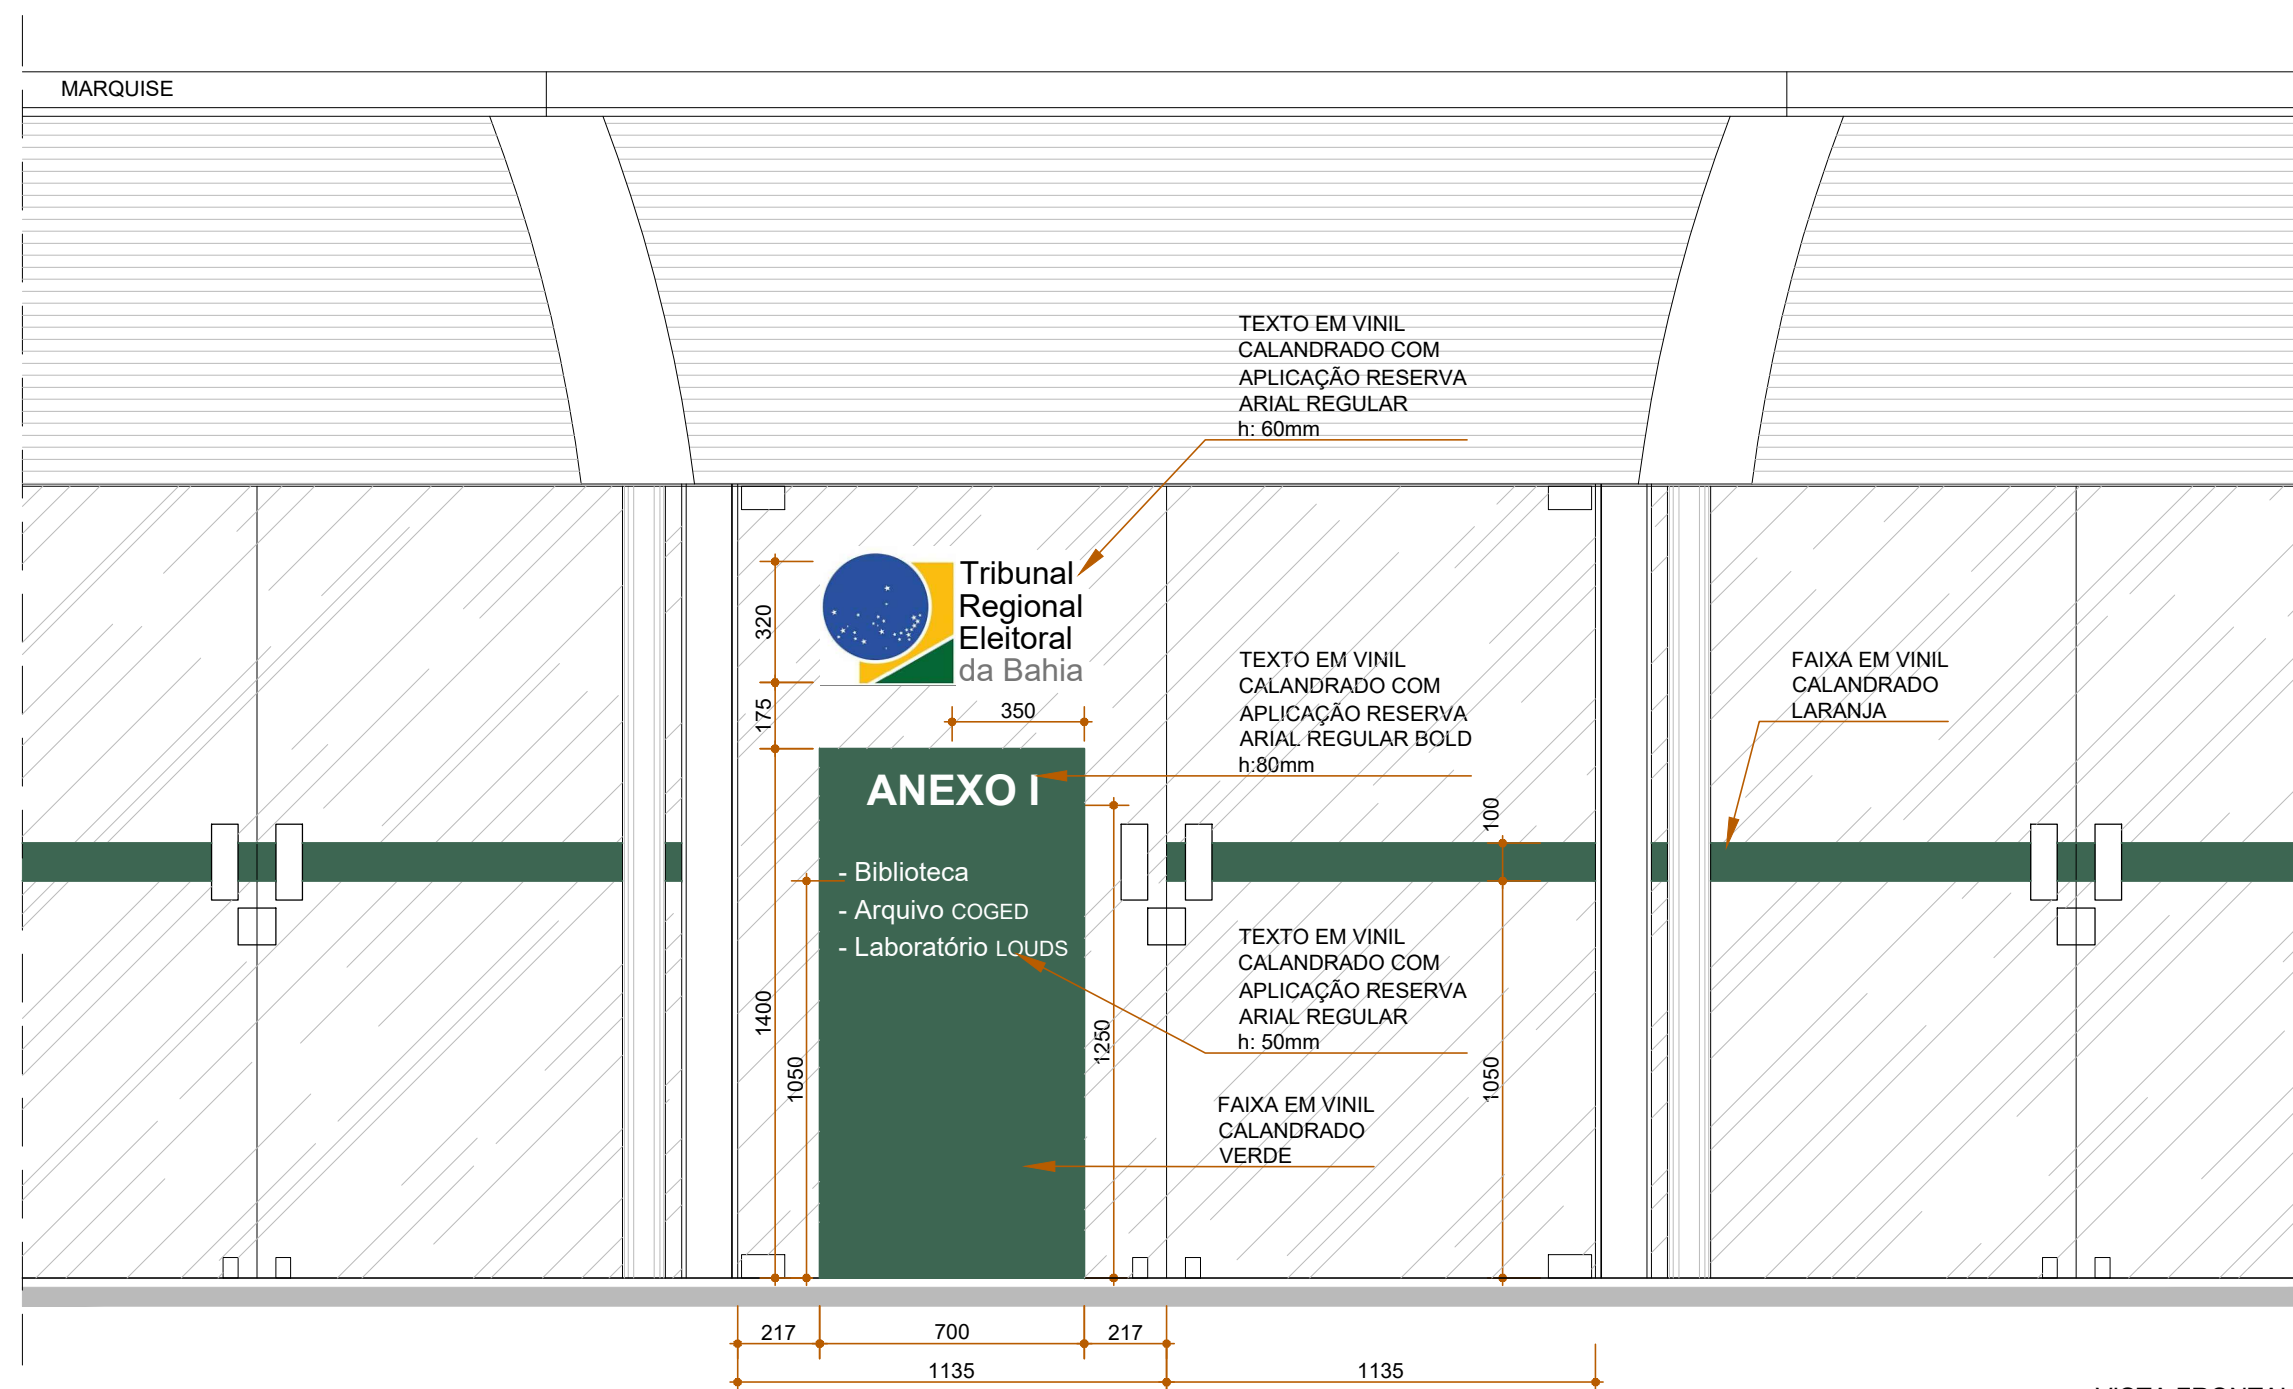 MARQUISE
TEXTO EM VINIL
CALANDRADO COM
APLICAÇÃO RESERVA
ARIAL REGULAR
h: 60mm
Tribunal
Regional
Eleitoral
da Bahia
320
175
350
TEXTO EM VINIL
CALANDRADO COM
APLICAÇÃO RESERVA
ARIAL REGULAR BOLD
h:80mm
FAIXA EM VINIL
CALANDRADO
LARANJA
ANEXO I
- Biblioteca
- Arquivo COGED
- Laboratório LOUDS
100
1400
1050
1250
1050
TEXTO EM VINIL
CALANDRADO COM
APLICAÇÃO RESERVA
ARIAL REGULAR
h: 50mm
FAIXA EM VINIL
CALANDRADO
VERDE
217
700
217
1135
1135